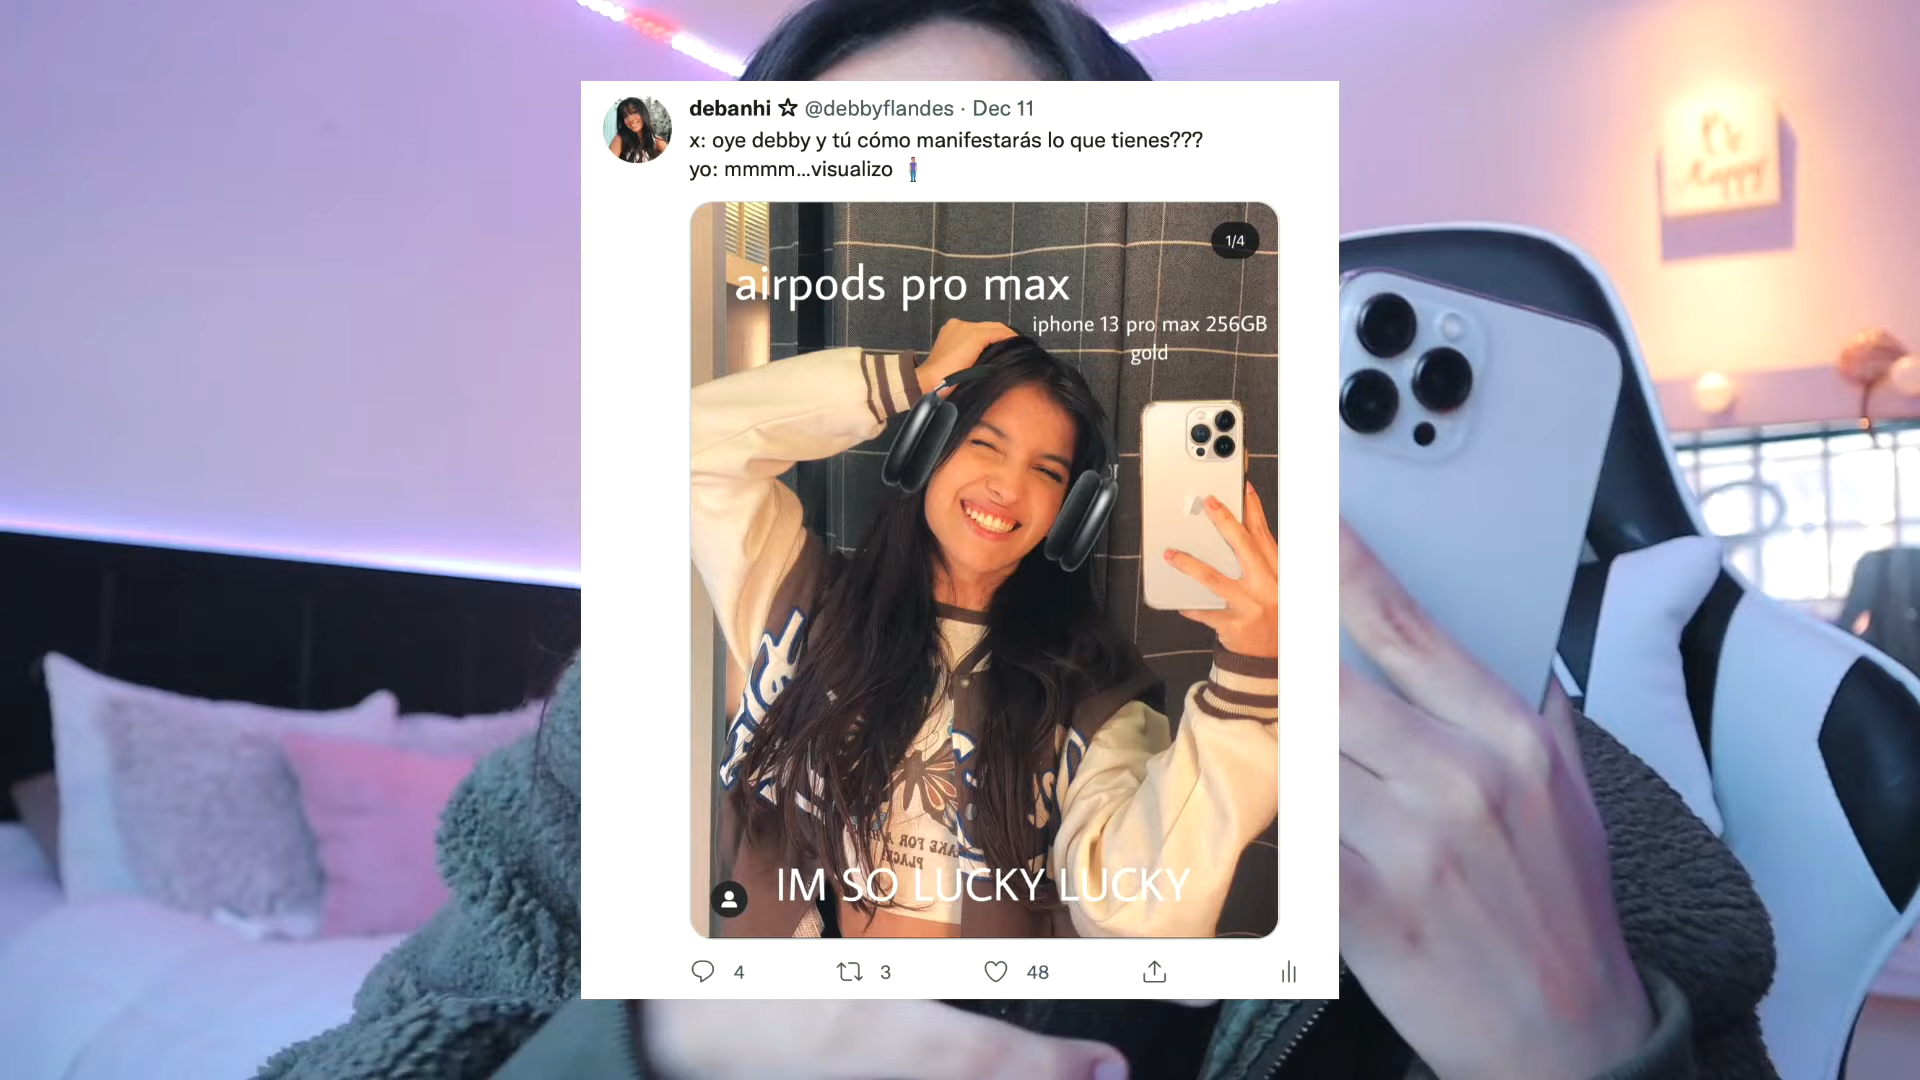 debanhi ☆ @debbyflandes · Dec 11
x: oye debby y tú cómo manifestarás lo que tienes???
yo: mmmm...visualizo 🧍🏽‍♀️
1/4
airpods pro max
iphone 13 pro max 256GB
gold
IM SO LUCKY LUCKY
4 3 48